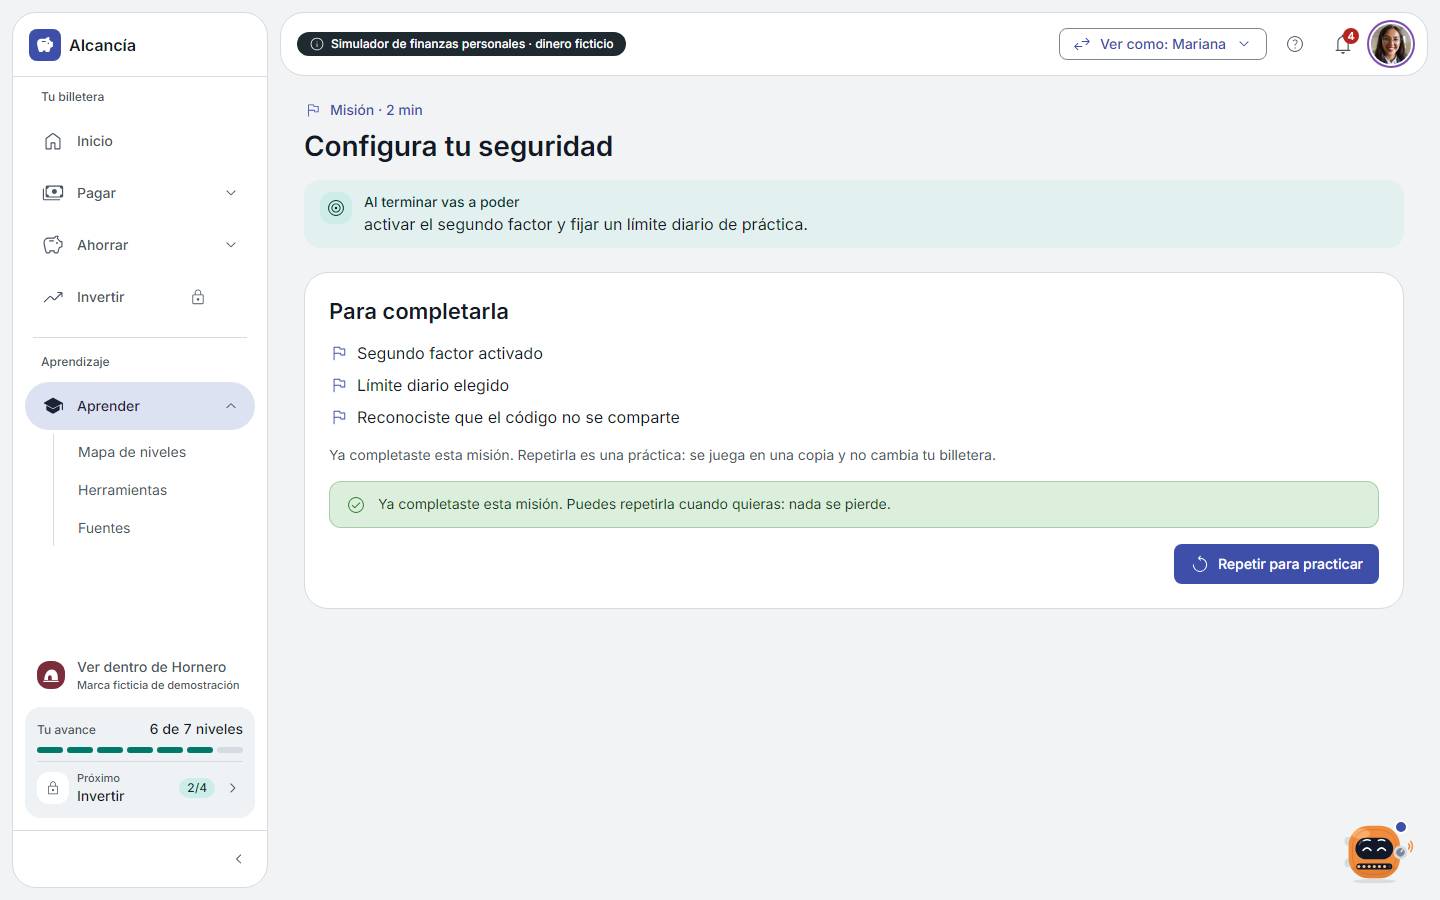 Alcancía
Tu billetera
Inicio
Pagar
Ahorrar
Invertir
Aprendizaje
Aprender
Mapa de niveles
Herramientas
Fuentes
Ver dentro de Hornero
Marca ficticia de demostración
Tu avance
6 de 7 niveles
Próximo
Invertir
2/4
Simulador de finanzas personales · dinero ficticio
Ver como: Mariana
4
Misión · 2 min
Configura tu seguridad
Al terminar vas a poder
activar el segundo factor y fijar un límite diario de práctica.
Para completarla
Segundo factor activado
Límite diario elegido
Reconociste que el código no se comparte
Ya completaste esta misión. Repetirla es una práctica: se juega en una copia y no cambia tu billetera.
Ya completaste esta misión. Puedes repetirla cuando quieras: nada se pierde.
Repetir para practicar